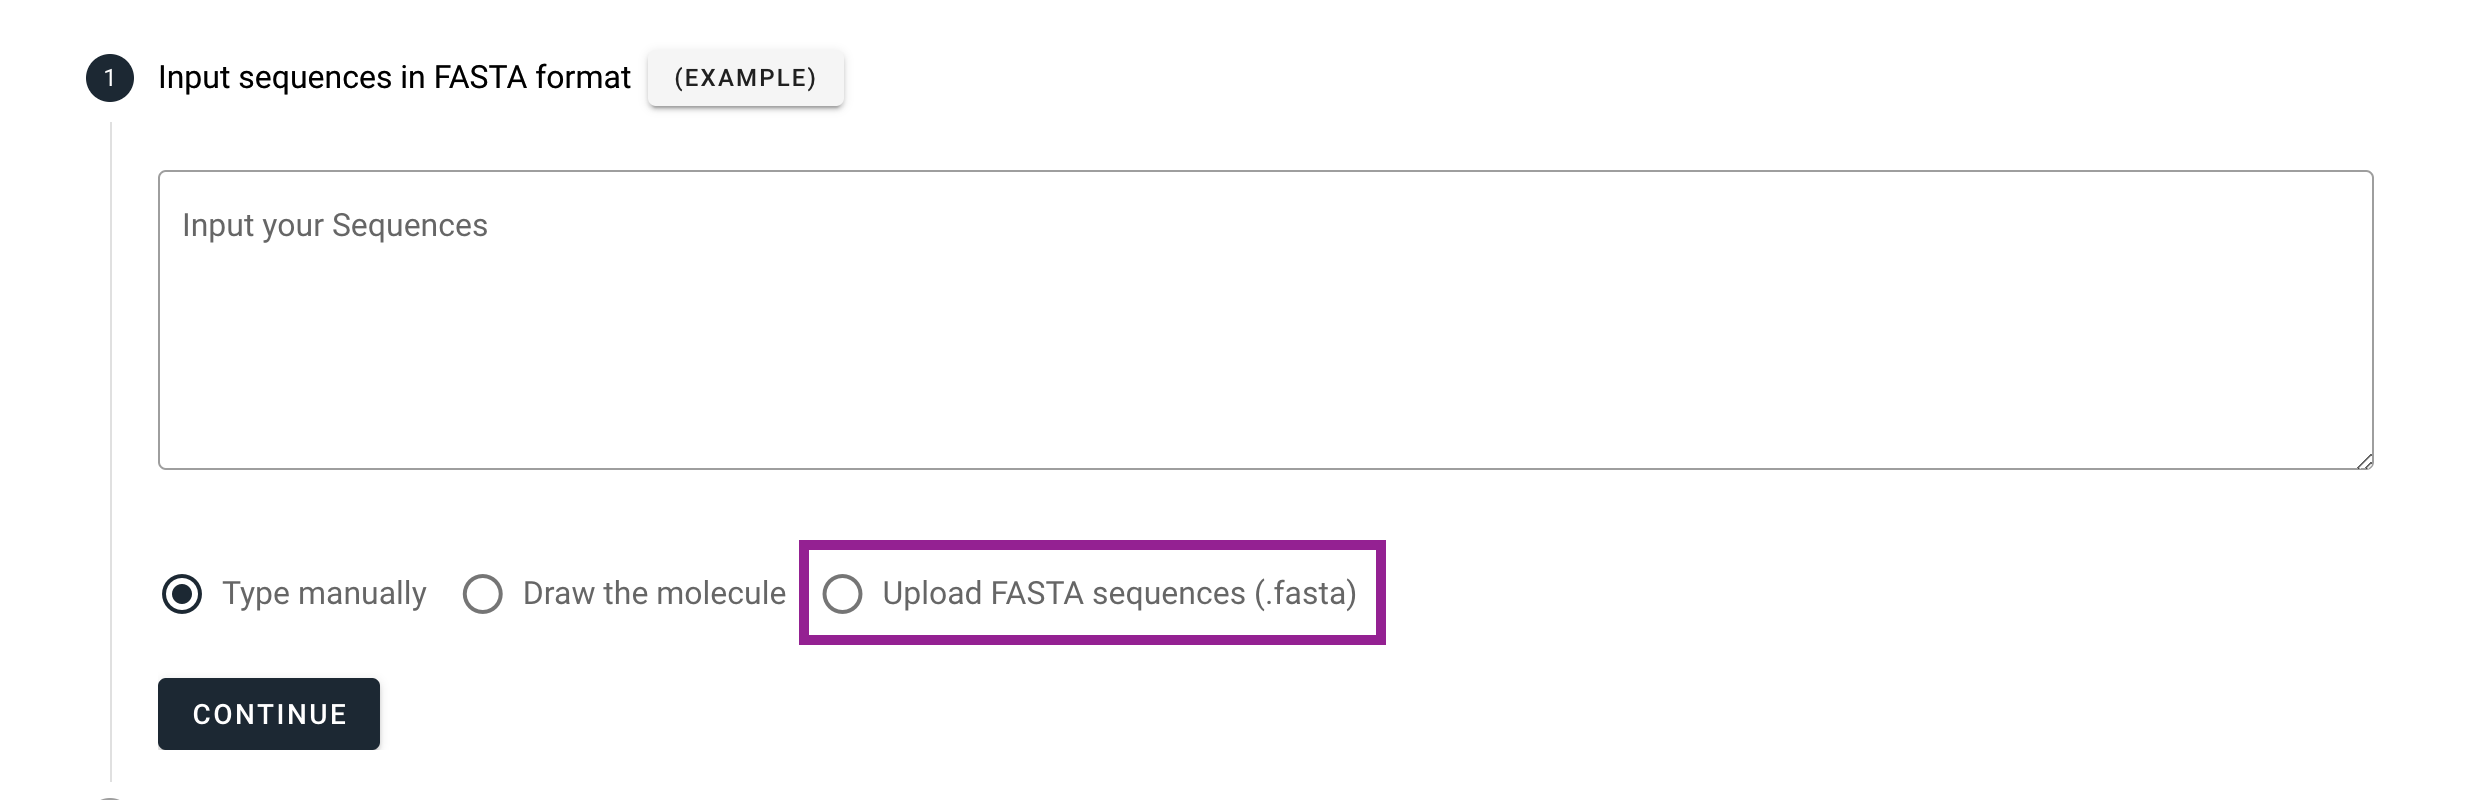 1 Input sequences in FASTA format (EXAMPLE)
Input your Sequences
Type manually Draw the molecule Upload FASTA sequences (.fasta)
CONTINUE